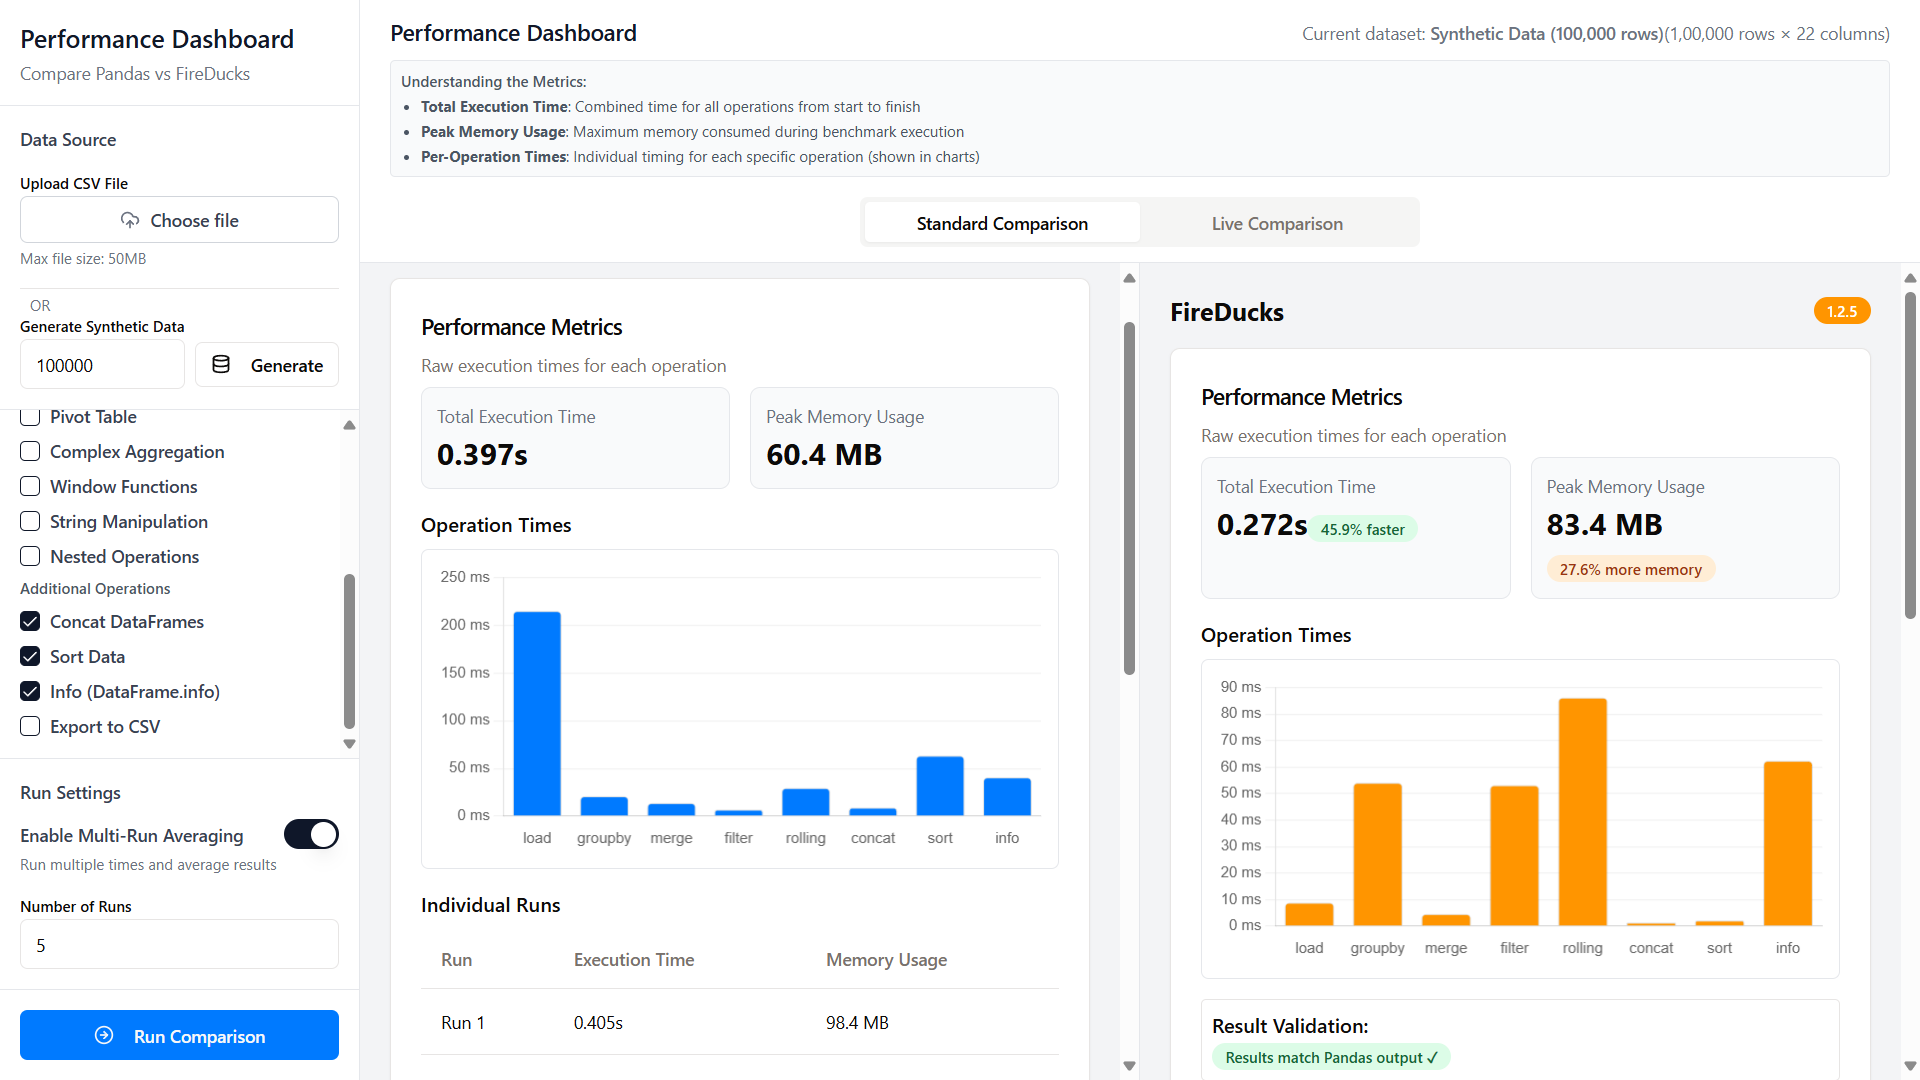 Performance Dashboard
Compare Pandas vs FireDucks
Data Source
Upload CSV File
Choose file
Max file size: 50MB
OR
Generate Synthetic Data
100000
Generate
Pivot Table
Complex Aggregation
Window Functions
String Manipulation
Nested Operations
Additional Operations
Concat DataFrames
Sort Data
Info (DataFrame.info)
Export to CSV
Run Settings
Enable Multi-Run Averaging
Run multiple times and average results
Number of Runs
5
Run Comparison
Performance Dashboard
Current dataset: Synthetic Data (100,000 rows)(1,00,000 rows × 22 columns)
Understanding the Metrics:
• Total Execution Time: Combined time for all operations from start to finish
• Peak Memory Usage: Maximum memory consumed during benchmark execution
• Per-Operation Times: Individual timing for each specific operation (shown in charts)
Standard Comparison
Live Comparison
Performance Metrics
Raw execution times for each operation
Total Execution Time
0.397s
Peak Memory Usage
60.4 MB
Operation Times
250 ms
200 ms
150 ms
100 ms
50 ms
0 ms
load groupby merge filter rolling concat sort info
Individual Runs
Run Execution Time Memory Usage
Run 1 0.405s 98.4 MB
FireDucks
1.2.5
Performance Metrics
Raw execution times for each operation
Total Execution Time
0.272s 45.9% faster
Peak Memory Usage
83.4 MB
27.6% more memory
Operation Times
90 ms
80 ms
70 ms
60 ms
50 ms
40 ms
30 ms
20 ms
10 ms
0 ms
load groupby merge filter rolling concat sort info
Result Validation:
Results match Pandas output ✓